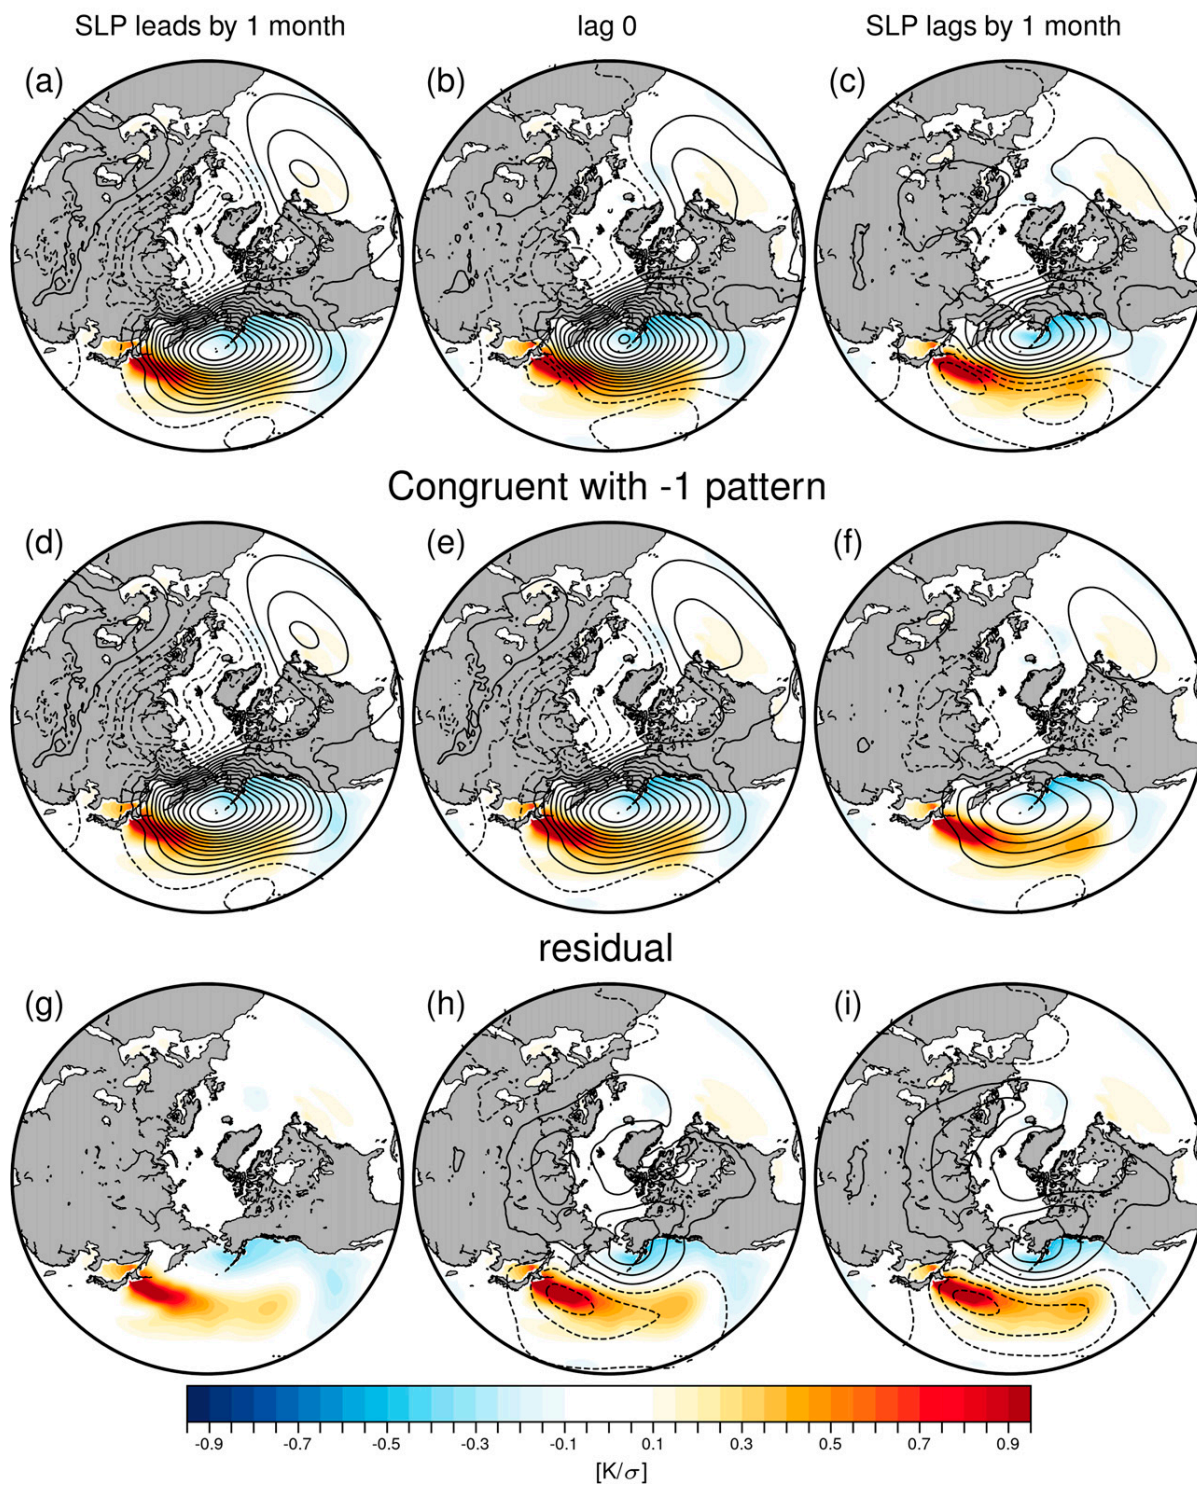 SLP leads by 1 month lag 0 SLP lags by 1 month
(a) (b) (c)
Congruent with -1 pattern
(d) (e) (f)
residual
(g) (h) (i)
-0.9 -0.7 -0.5 -0.3 -0.1 0.1 0.3 0.5 0.7 0.9
[K/σ]